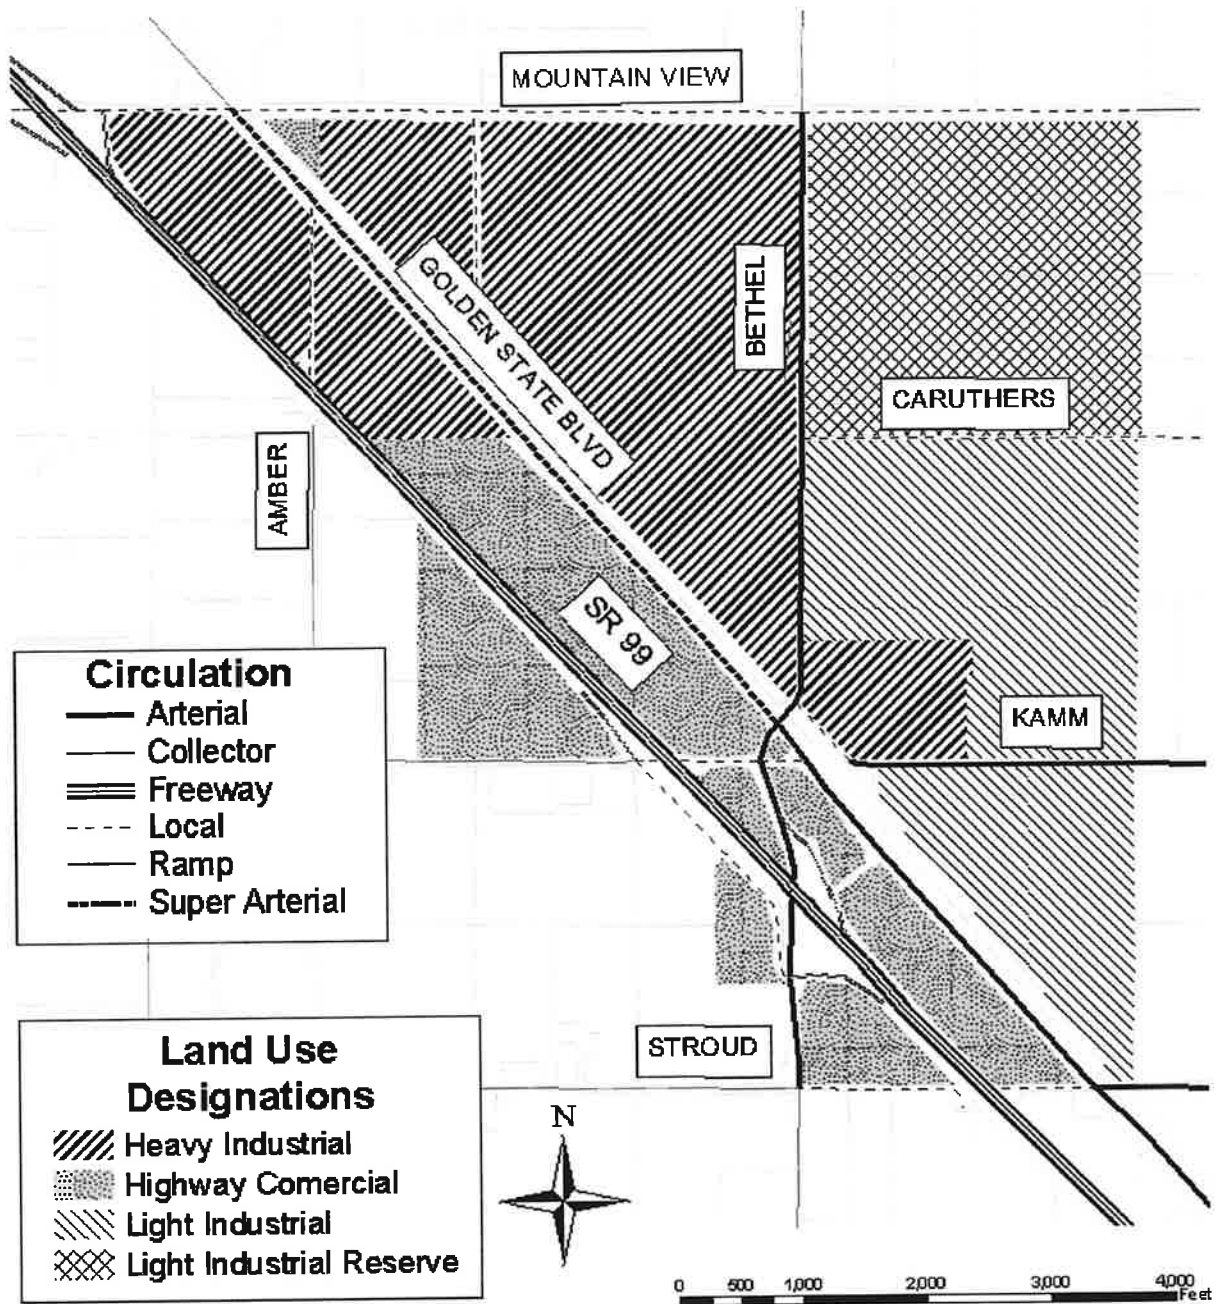 MOUNTAIN VIEW
GOLDEN STATE BLVD
BETHEL
CARUTHERS
AMBER
SR 99
KAMM
STROUD
Circulation
Arterial
Collector
Freeway
Local
Ramp
Super Arterial
Land Use
Designations
Heavy Industrial
Highway Comercial
Light Industrial
Light Industrial Reserve
N
0 500 1,000 2,000 3,000 4,000
Feet